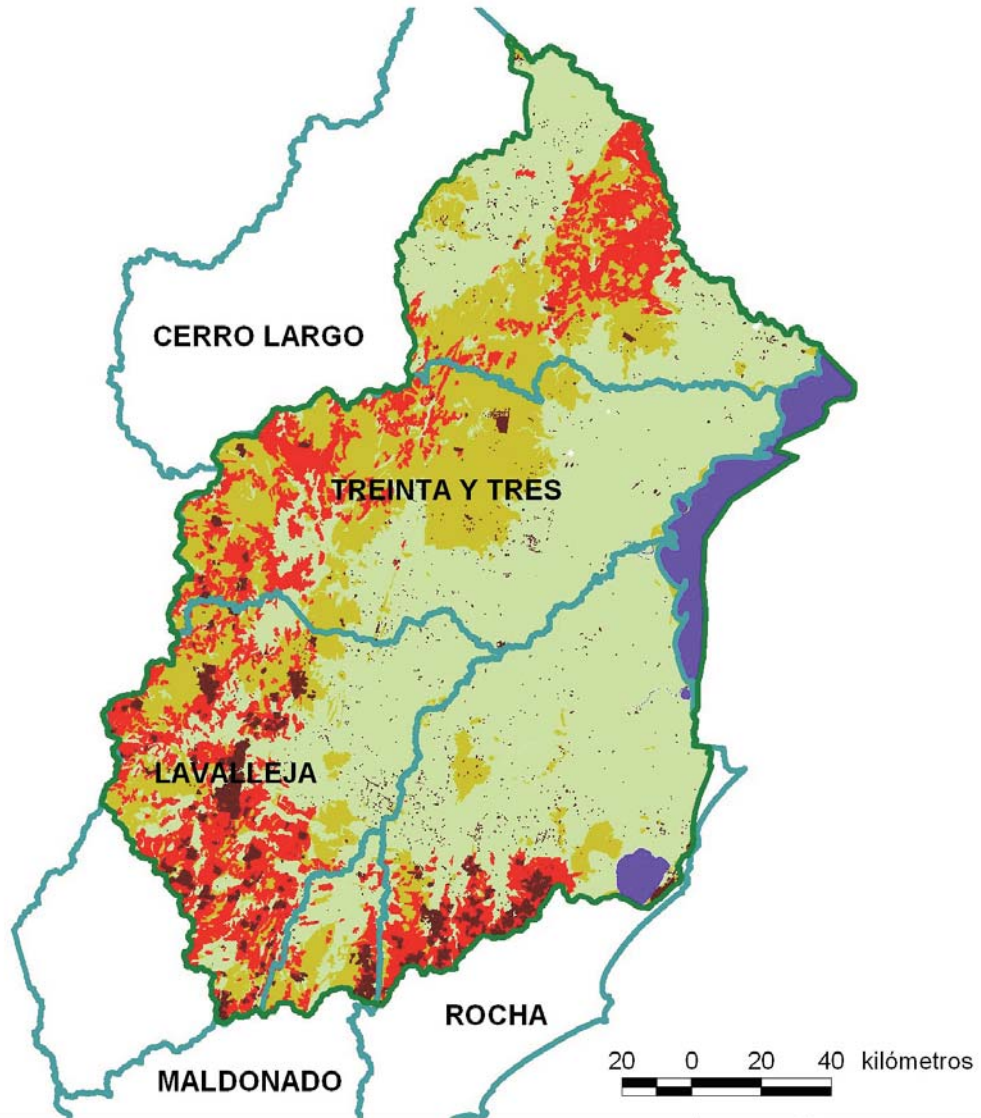 CERRO LARGO
TREINTA Y TRES
LAVALLEJA
ROCHA
MALDONADO
20 0 20 40 kilómetros